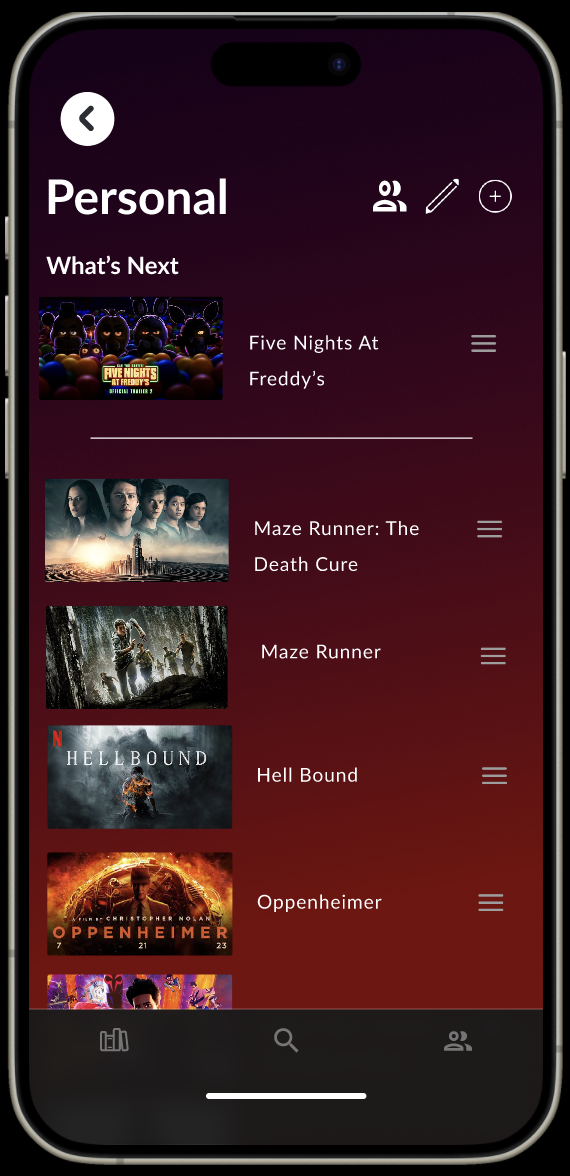 Personal
What’s Next
FIVE NIGHTS
AT FREDDY'S
OFFICIAL TRAILER 2
Five Nights At
Freddy’s
Maze Runner: The
Death Cure
Maze Runner
N
HELLBOUND
Hell Bound
A FILM BY CHRISTOPHER NOLAN
OPPENHEIMER
7 21 23
Oppenheimer